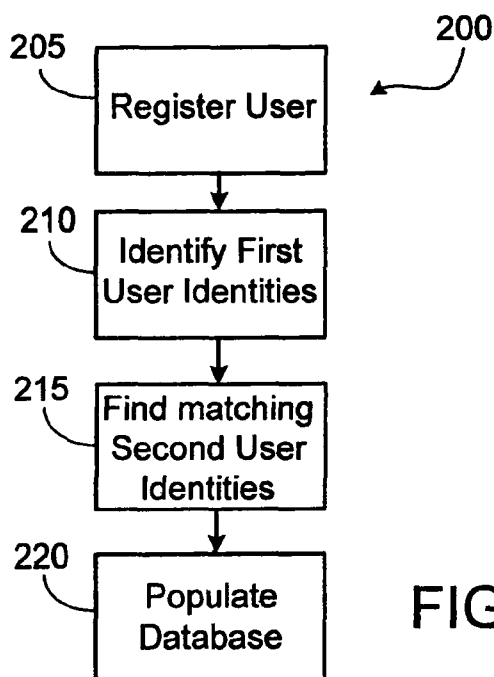 200
205
Register User
210
Identify First
User Identities
215
Find matching
Second User
Identities
220
Populate
Database
FIG